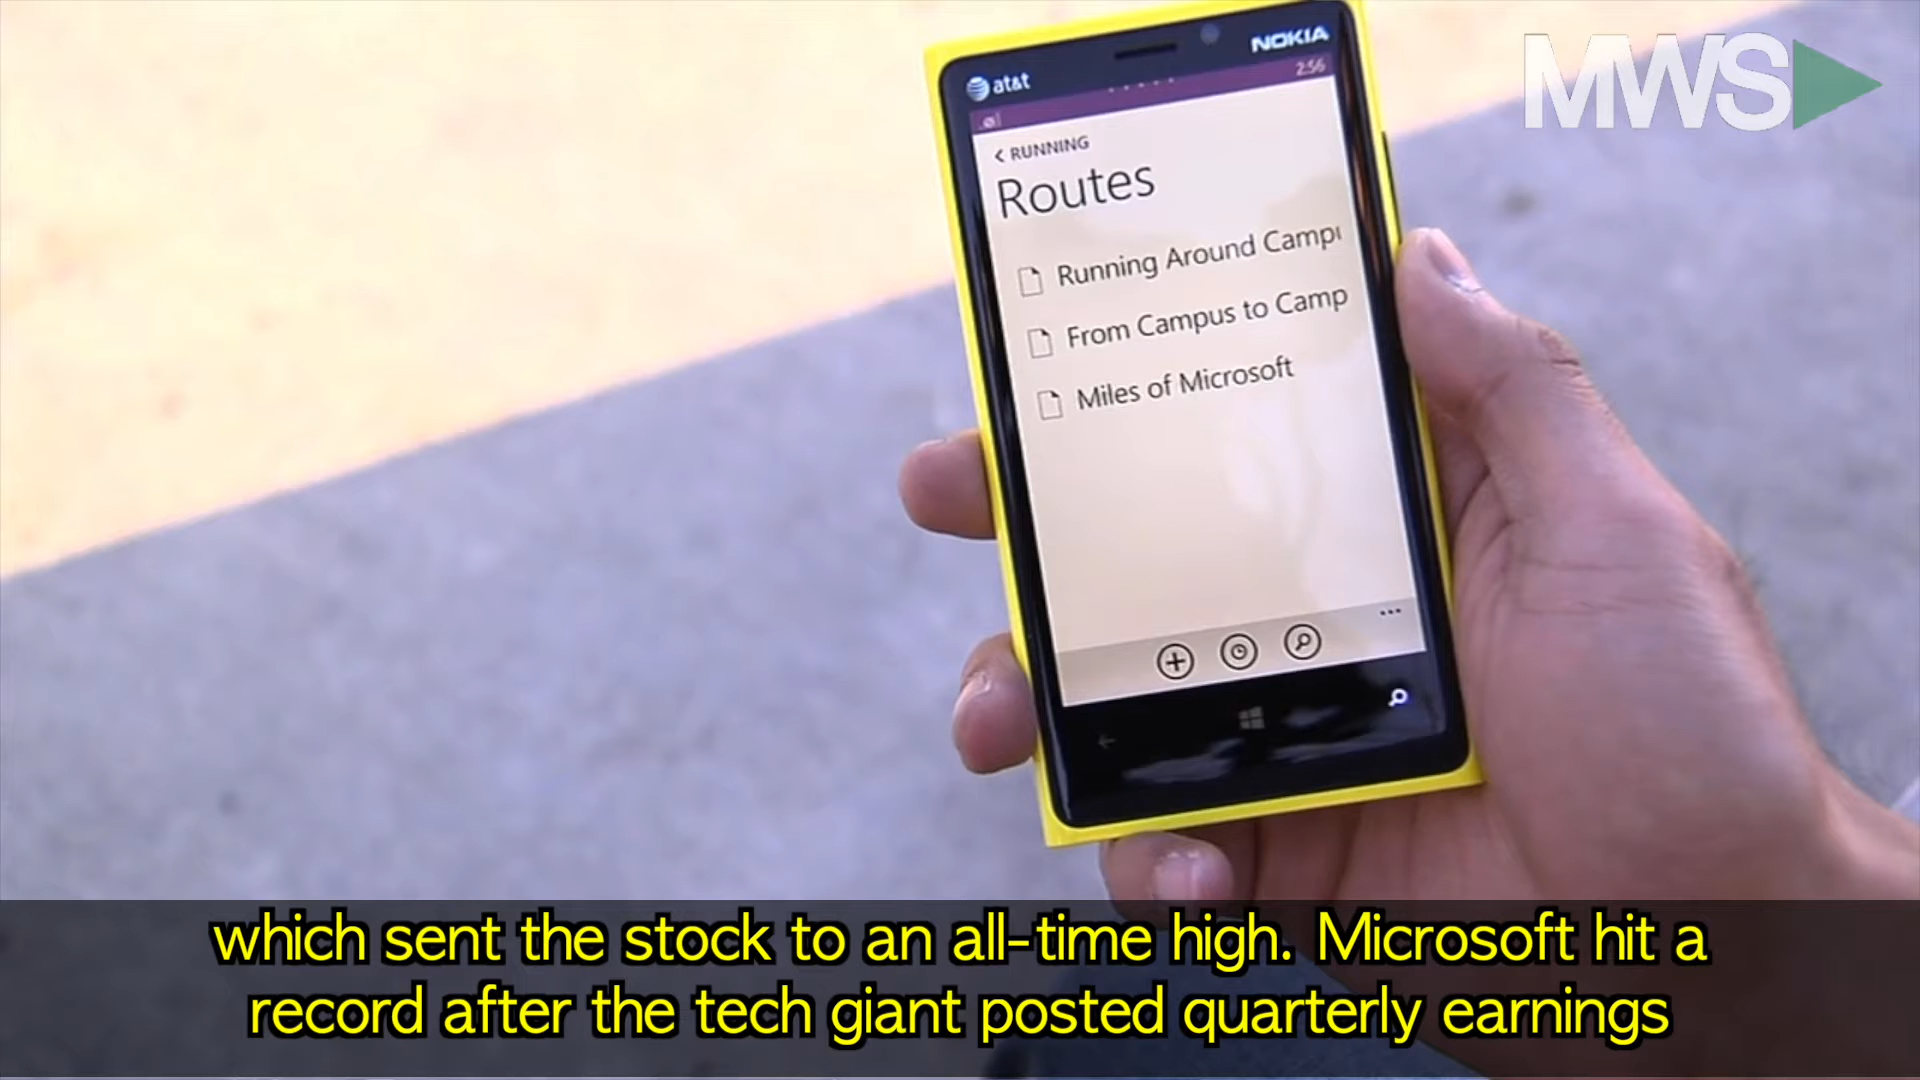 MWS
NOKIA
at&t
2:56
< RUNNING
Routes
Running Around Campu
From Campus to Camp
Miles of Microsoft
which sent the stock to an all-time high. Microsoft hit a
record after the tech giant posted quarterly earnings